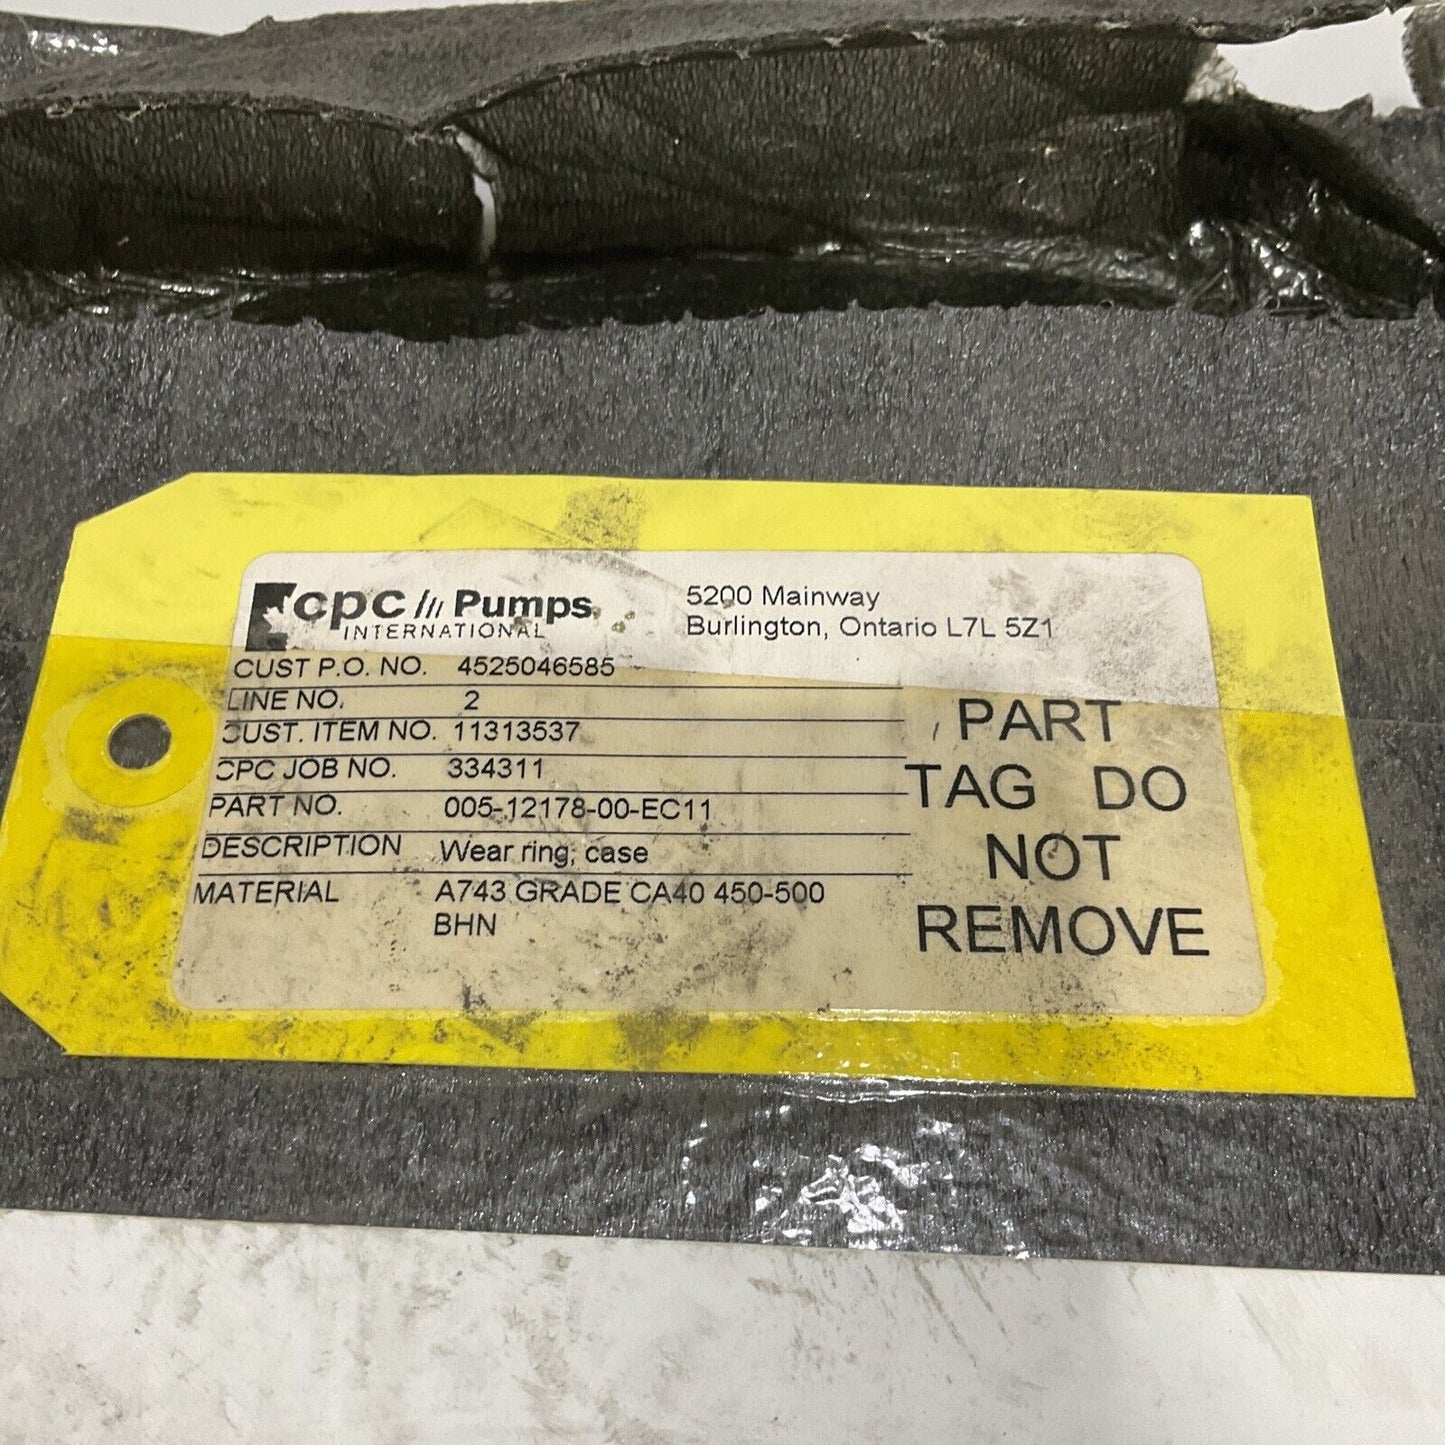 cpc Pumps
INTERNATIONAL
5200 Mainway
Burlington, Ontario L7L 5Z1
CUST P.O. NO. 4525046585
LINE NO. 2
CUST. ITEM NO. 11313537
CPC JOB NO. 334311
PART NO. 005-12178-00-EC11
DESCRIPTION Wear ring, case
MATERIAL A743 GRADE CA40 450-500
BHN
PART
TAG DO
NOT
REMOVE